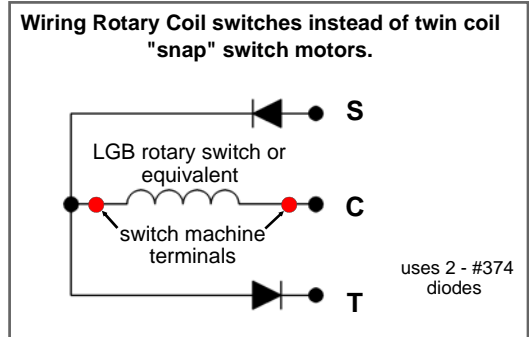 Wiring Rotary Coil switches instead of twin coil
"snap" switch motors.
S
LGB rotary switch or
equivalent
C
switch machine
terminals
uses 2 - #374
diodes
T